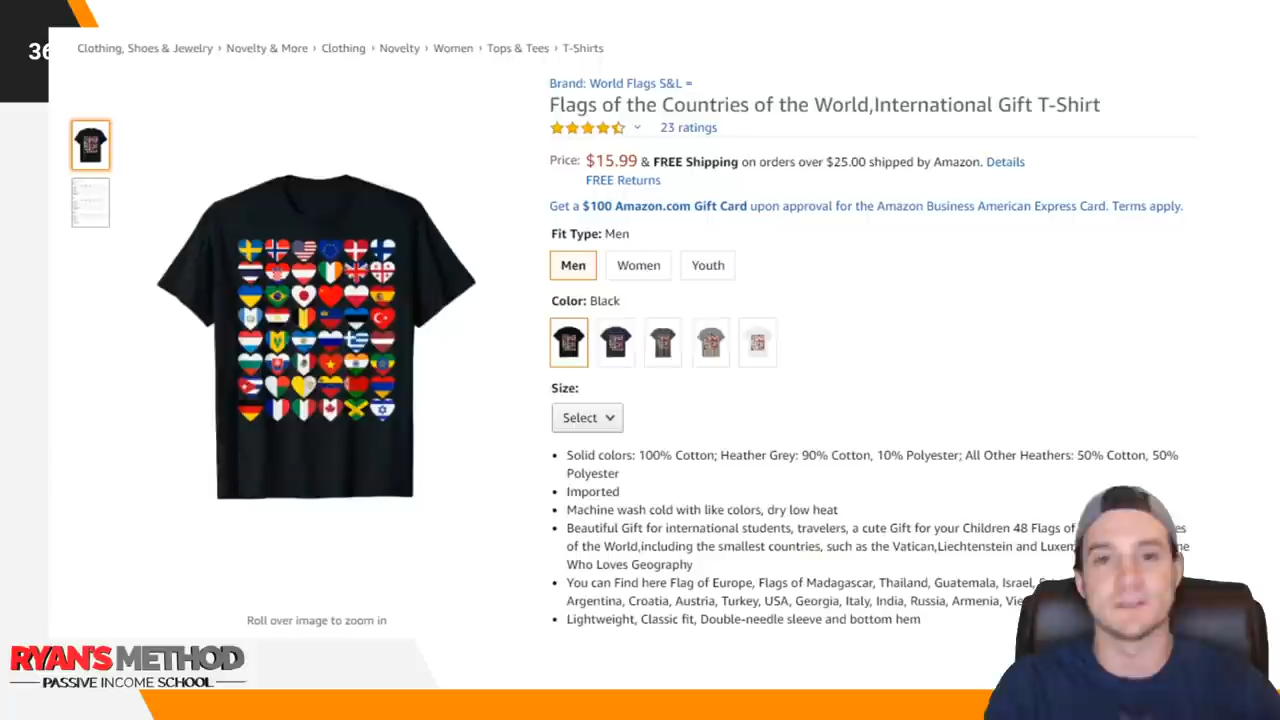 36
Clothing, Shoes & Jewelry › Novelty & More › Clothing › Novelty › Women › Tops & Tees › T-Shirts
Brand: World Flags S&L =
Flags of the Countries of the World,International Gift T-Shirt
23 ratings
Price: $15.99 & FREE Shipping on orders over $25.00 shipped by Amazon. Details
FREE Returns
Get a $100 Amazon.com Gift Card upon approval for the Amazon Business American Express Card. Terms apply.
Fit Type: Men
Men Women Youth
Color: Black
Size:
Select
• Solid colors: 100% Cotton; Heather Grey: 90% Cotton, 10% Polyester; All Other Heathers: 50% Cotton, 50%
Polyester
• Imported
• Machine wash cold with like colors, dry low heat
• Beautiful Gift for international students, travelers, a cute Gift for your Children 48 Flags of
of the World,including the smallest countries, such as the Vatican,Liechtenstein and
Who Loves Geography
• You can Find here Flag of Europe, Flags of Madagascar, Thailand, Guatemala, Israel,
Argentina, Croatia, Austria, Turkey, USA, Georgia, Italy, India, Russia, Armenia,
• Lightweight, Classic fit, Double-needle sleeve and bottom hem
Roll over image to zoom in
RYAN'S METHOD
PASSIVE INCOME SCHOOL